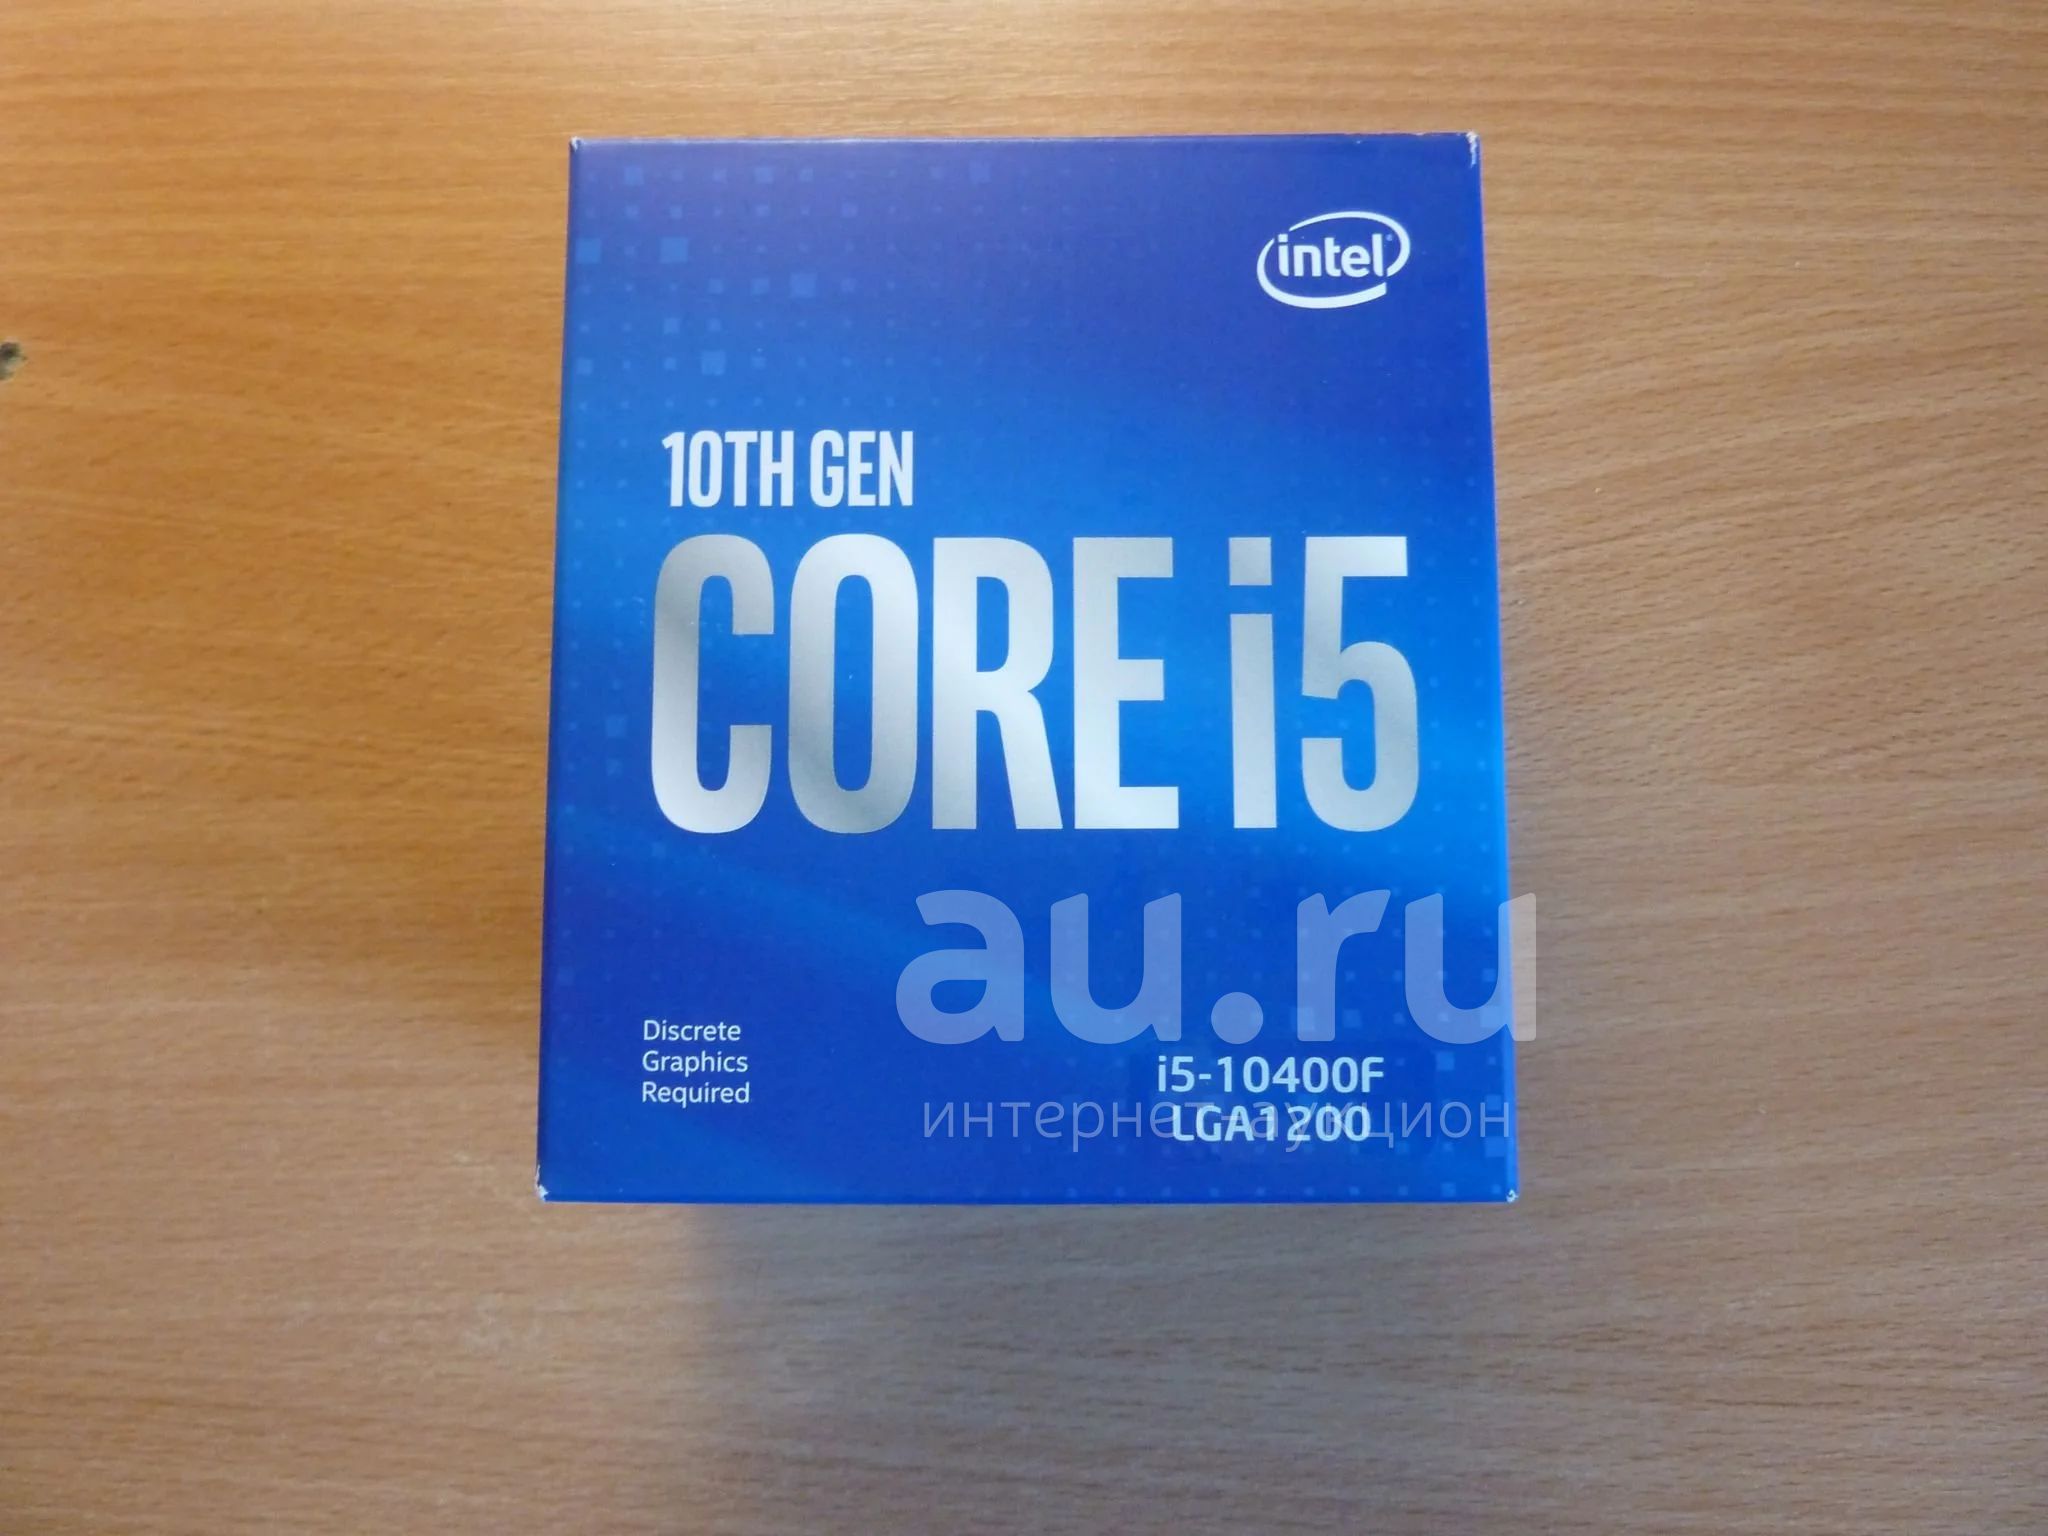 intel
10TH GEN
CORE i5
au.ru
Discrete
Graphics
Required
i5-10400F
интернет-аукцион
LGA1200